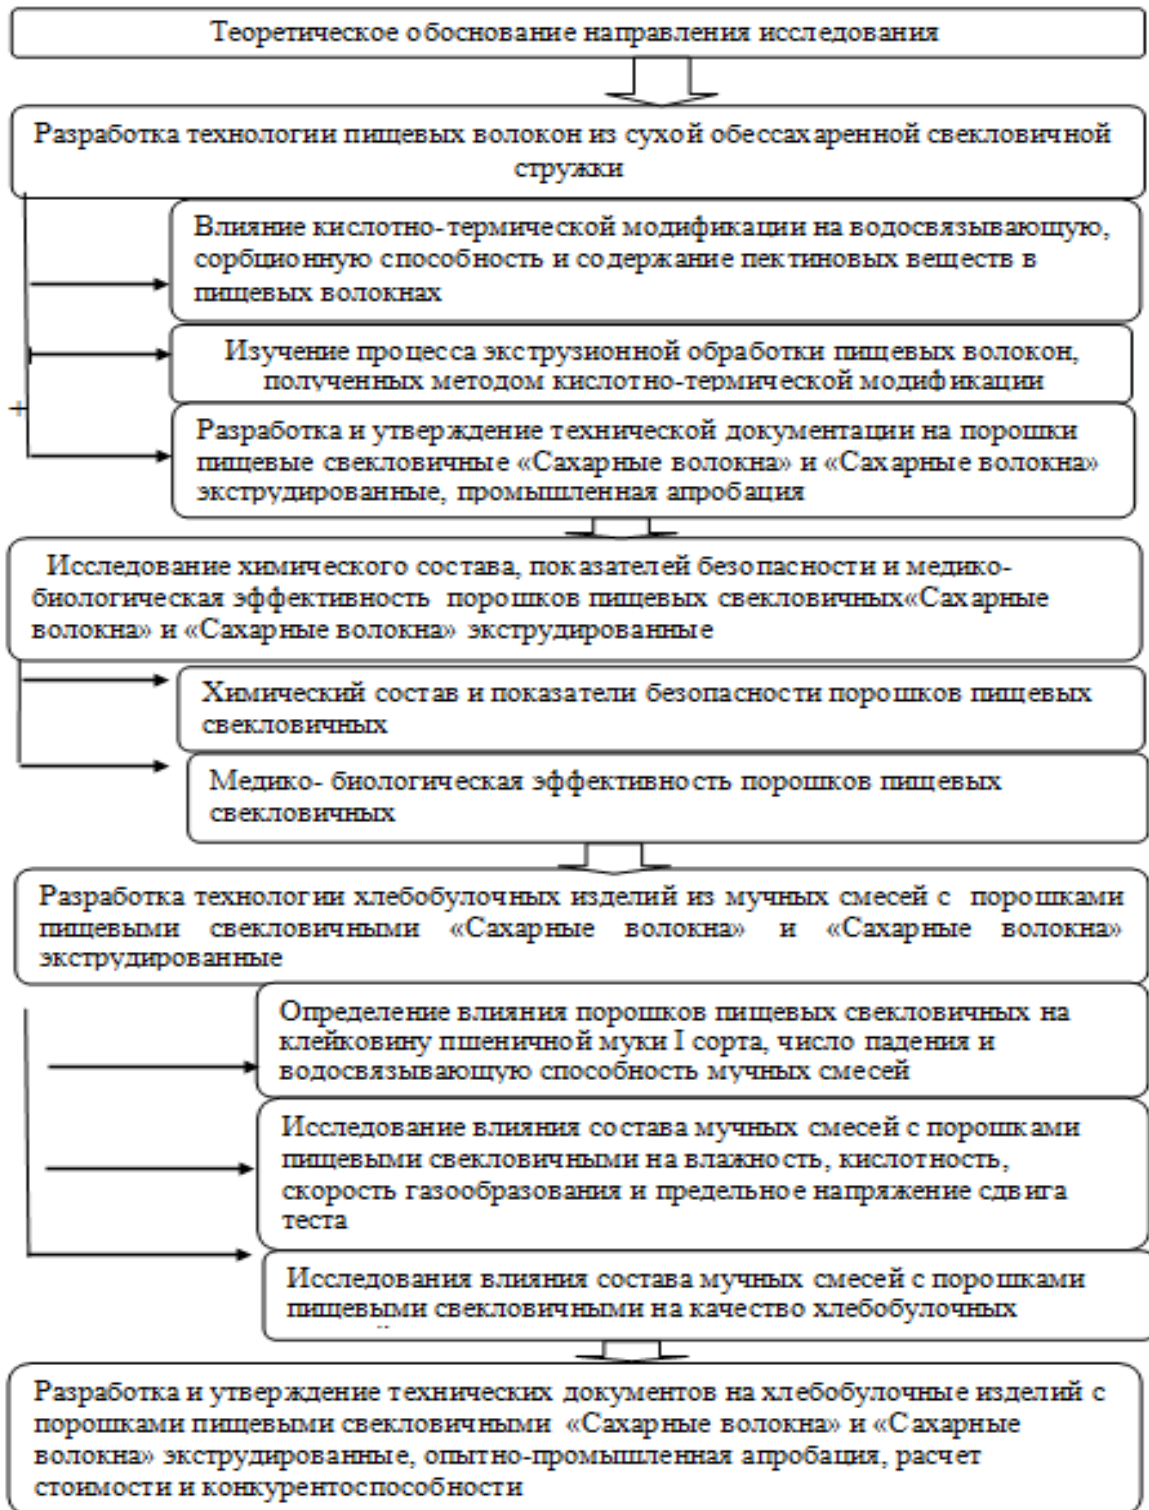 Теоретическое обоснование направления исследования
Разработка технологии пищевых волокон из сухой обессахаренной свекловичной
стружки
Влияние кислотно-термической модификации на водосвязывающую,
сорбционную способность и содержание пектиновых веществ в
пищевых волокнах
Изучение процесса экструзионной обработки пищевых волокон,
полученных методом кислотно-термической модификации
+
Разработка и утверждение технической документации на порошки
пищевые свекловичные «Сахарные волокна» и «Сахарные волокна»
экструдированные, промышленная апробация
Исследование химического состава, показателей безопасности и медико-
биологическая эффективность порошков пищевых свекловичных«Сахарные
волокна» и «Сахарные волокна» экструдированные
Химический состав и показатели безопасности порошков пищевых
свекловичных
Медико- биологическая эффективность порошков пищевых
свекловичных
Разработка технологии хлебобулочных изделий из мучных смесей с порошками
пищевыми свекловичными «Сахарные волокна» и «Сахарные волокна»
экструдированные
Определение влияния порошков пищевых свекловичных на
клейковину пшеничной муки I сорта, число падения и
водосвязывающую способность мучных смесей
Исследование влияния состава мучных смесей с порошками
пищевыми свекловичными на влажность, кислотность,
скорость газообразования и предельное напряжение сдвига
теста
Исследования влияния состава мучных смесей с порошками
пищевыми свекловичными на качество хлебобулочных
Разработка и утверждение технических документов на хлебобулочные изделий с
порошками пищевыми свекловичными «Сахарные волокна» и «Сахарные
волокна» экструдированные, опытно-промышленная апробация, расчет
стоимости и конкурентоспособности